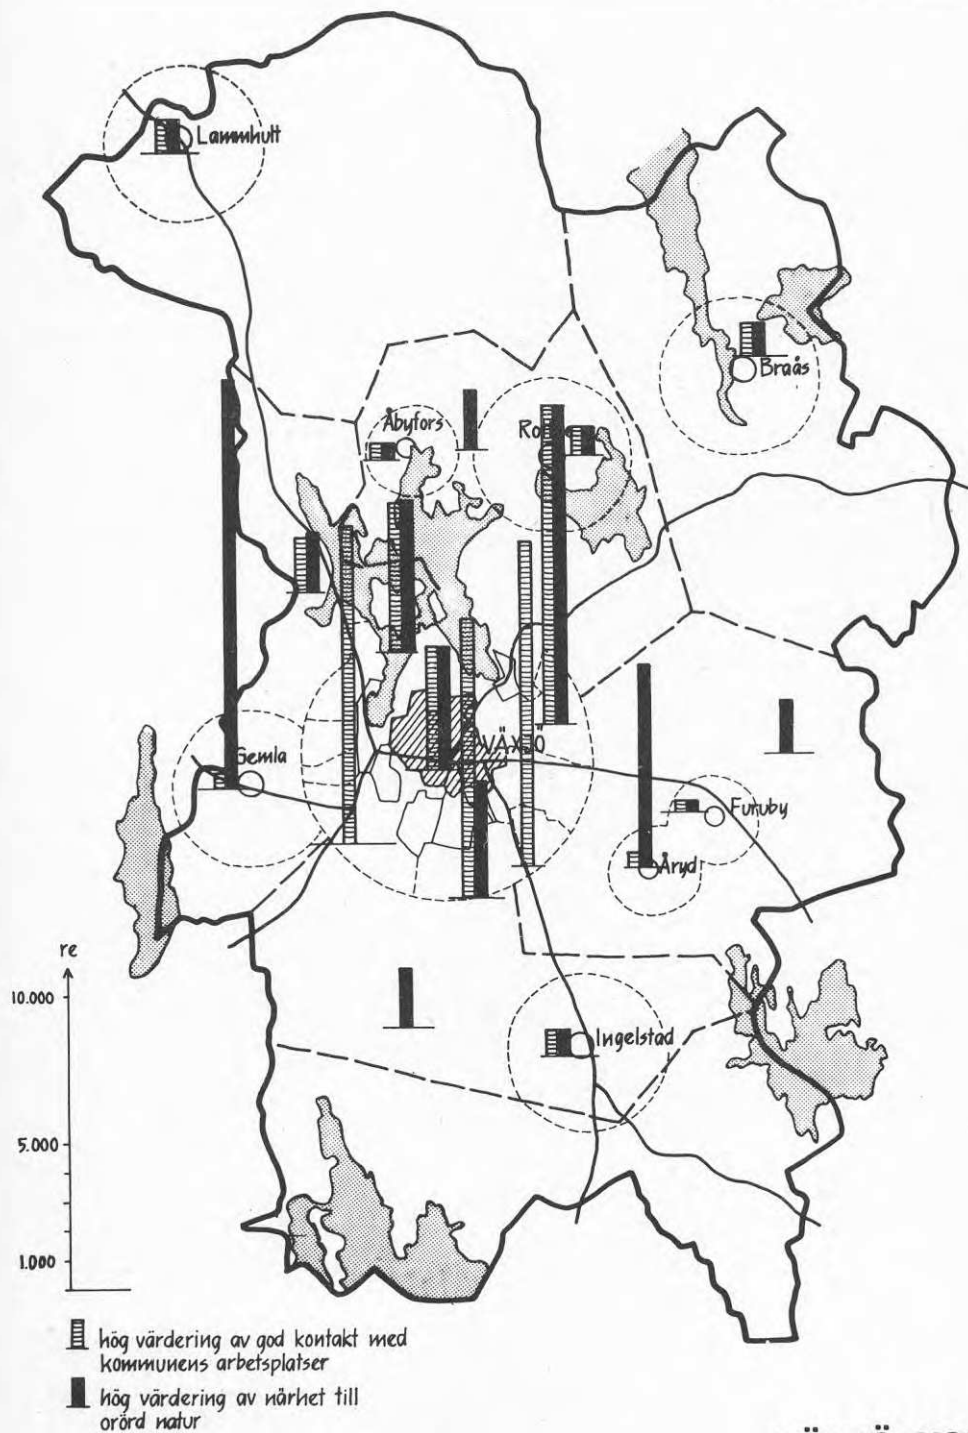 Lammhult
Braås
Åbyfors
Ro
VÄXJÖ
Gemla
Furuby
Åryd
re
10.000
Ingelstad
5.000
1.000
hög värdering av god kontakt med
kommunens arbetsplatser
hög värdering av närhet till
orörd natur